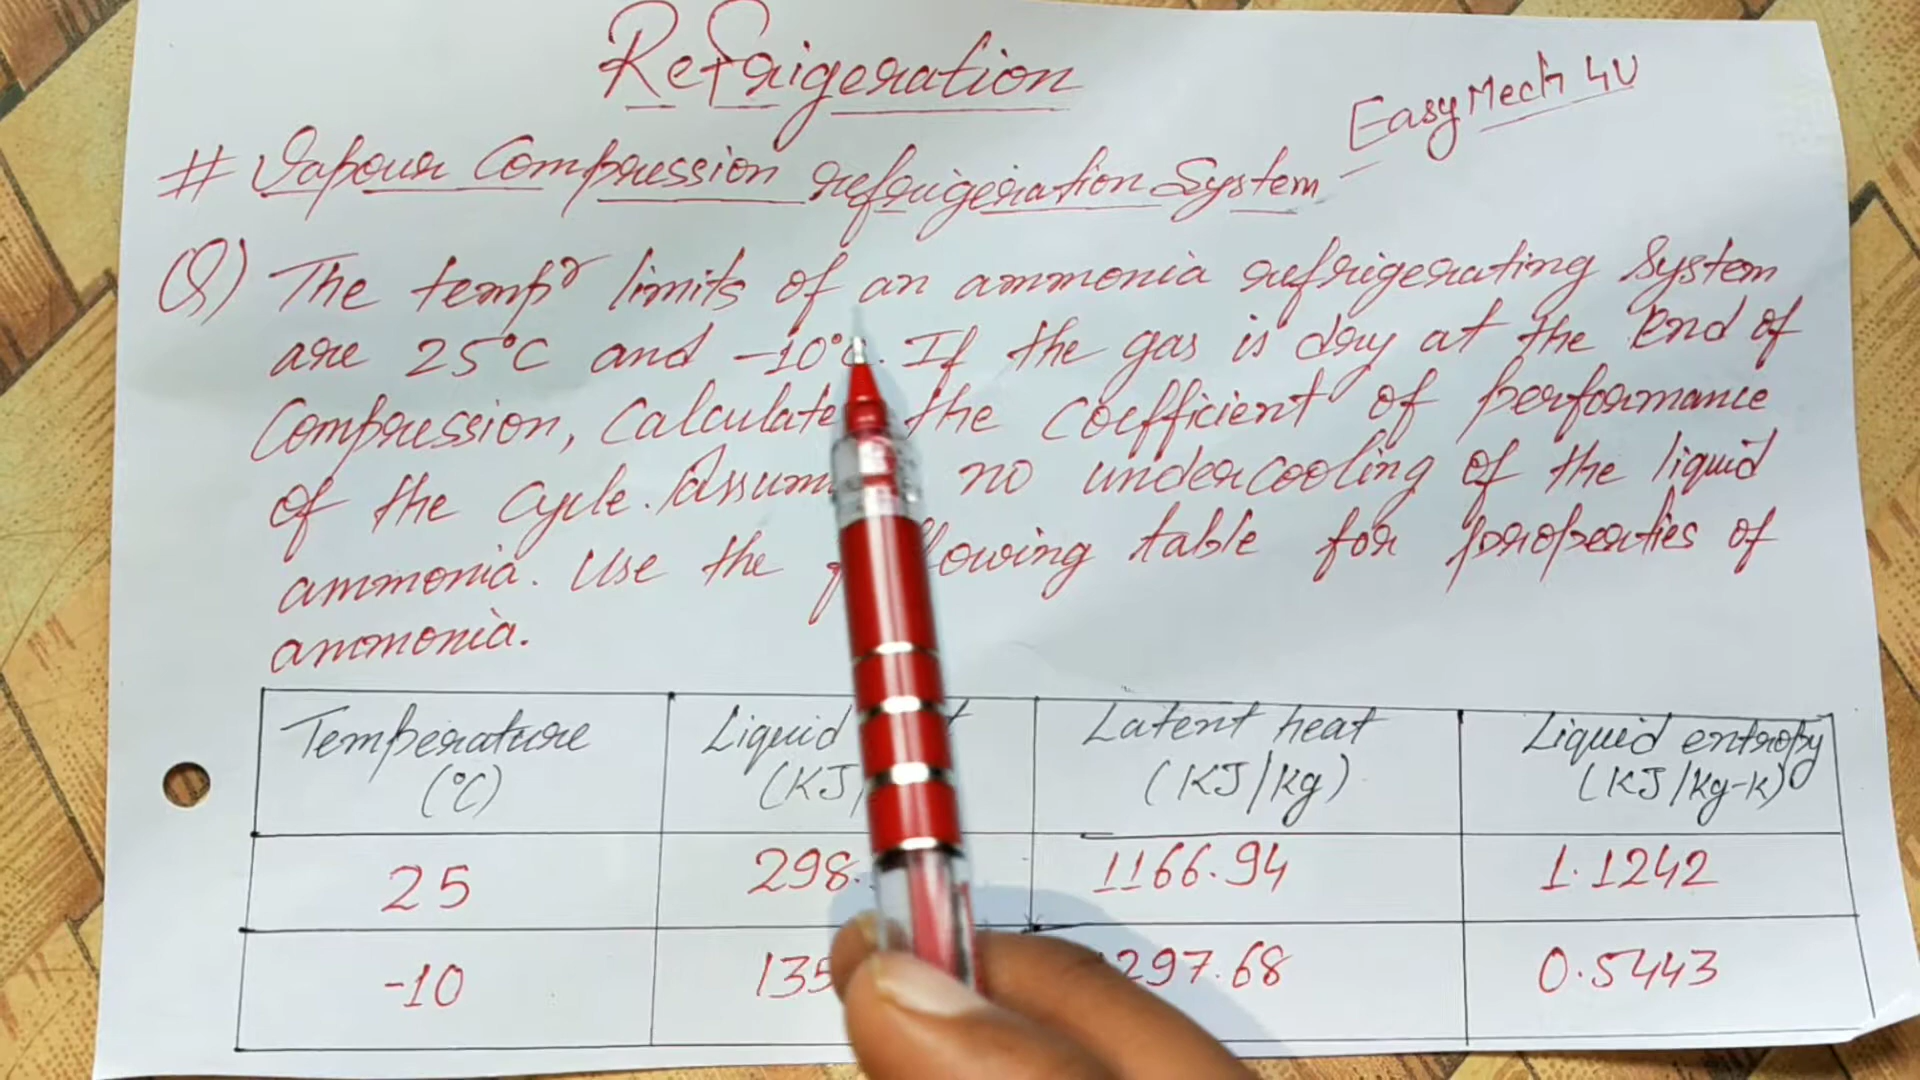 Refrigeration
EasyMech 4U
# Vapour Compression refrigeration System
Q) The tempr limits of an ammonia refrigerating System
are 25°C and -10°C. If the gas is dry at the End of
Compression, Calculate the Coefficient of performance
of the Cycle. Assum no undercooling of the liquid
ammonia. Use the lowing table for properties of
ammonia.
Temperature Liquid Latent heat Liquid entropy
(°C) (KJ/ (KJ/kg) (KJ/kg-K)
25 298. 1166.94 1.1242
-10 135 297.68 0.5443